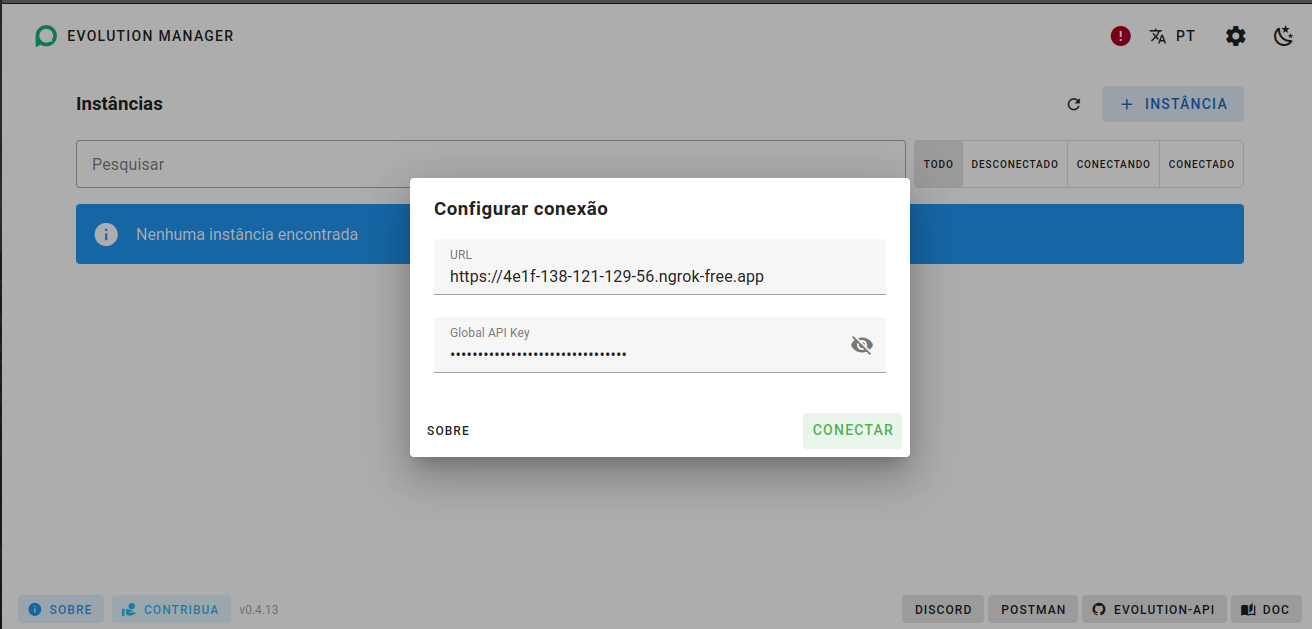 EVOLUTION MANAGER
PT
Instâncias
+ INSTÂNCIA
Pesquisar
TODO DESCONECTADO CONECTANDO CONECTADO
Nenhuma instância encontrada
Configurar conexão
URL
https://4e1f-138-121-129-56.ngrok-free.app
Global API Key
••••••••••••••••••••••••••••••••
SOBRE
CONECTAR
SOBRE CONTRIBUA v0.4.13
DISCORD POSTMAN EVOLUTION-API DOC